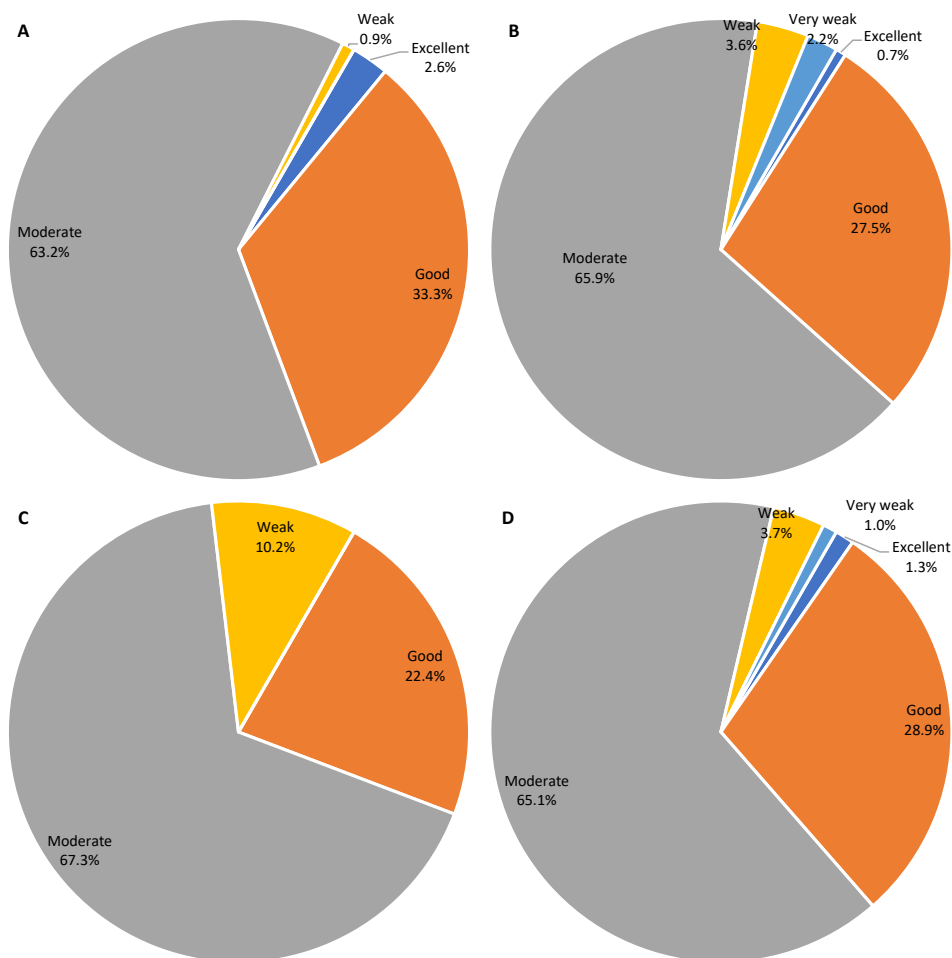 A
Weak
0.9%
Excellent
2.6%
Moderate
63.2%
Good
33.3%
B
Weak
3.6%
Very weak
2.2%
Excellent
0.7%
Good
27.5%
Moderate
65.9%
C
Weak
10.2%
Good
22.4%
Moderate
67.3%
D
Weak
3.7%
Very weak
1.0%
Excellent
1.3%
Good
28.9%
Moderate
65.1%